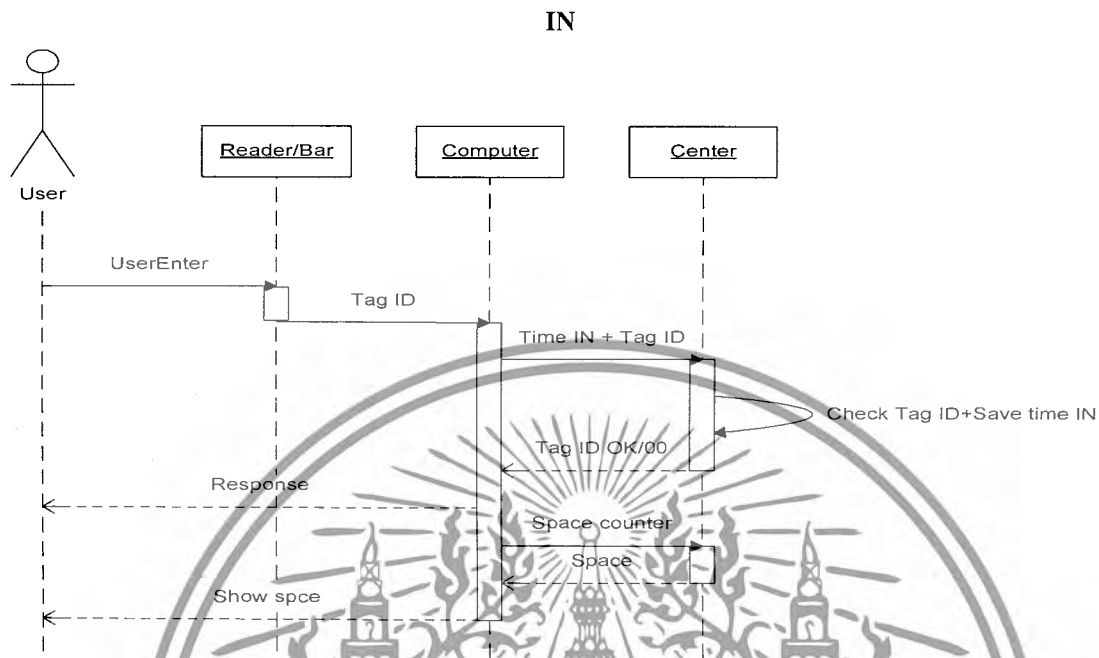 IN
Reader/Bar
Computer
Center
User
UserEnter
Tag ID
Time IN + Tag ID
Check Tag ID+Save time IN
Tag ID OK/00
Response
Space counter
Space
Show spce